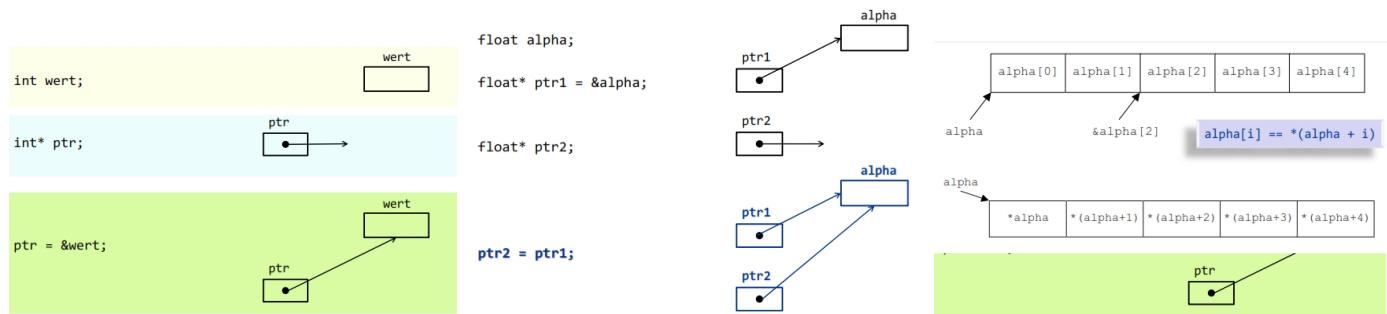 wert
int wert;
ptr
int* ptr;
wert
ptr = &wert;
ptr
alpha
float alpha;
ptr1
float* ptr1 = &alpha;
ptr2
float* ptr2;
alpha
ptr1
ptr2 = ptr1;
ptr2
alpha[0] alpha[1] alpha[2] alpha[3] alpha[4]
alpha &alpha[2]
alpha[i] == *(alpha + i)
alpha
*alpha *(alpha+1) *(alpha+2) *(alpha+3) *(alpha+4)
ptr